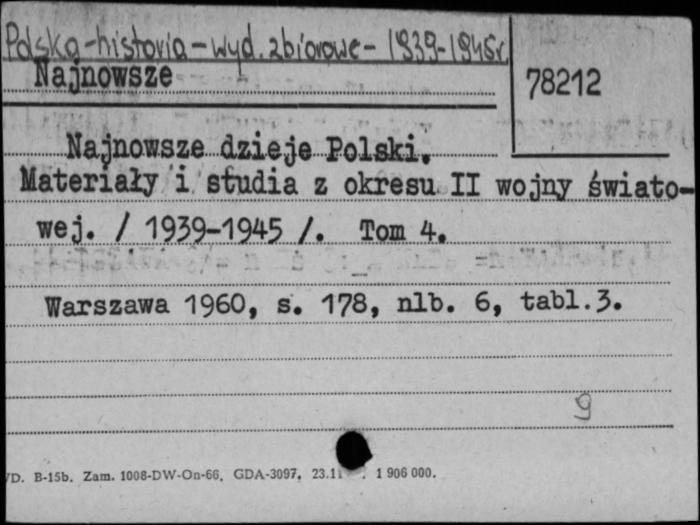 Polska-historia-wyd. zbiorowe- 1939-1945r.
Najnowsze
78212
Najnowsze dzieje Polski.
Materiały i studia z okresu II wojny świato-
wej. / 1939-1945 /. Tom 4.
Warszawa 1960, s. 178, nlb. 6, tabl.3.
9
D. B-15b. Zam. 1008-DW-On-66. GDA-3097. 23.11 1 906 000.